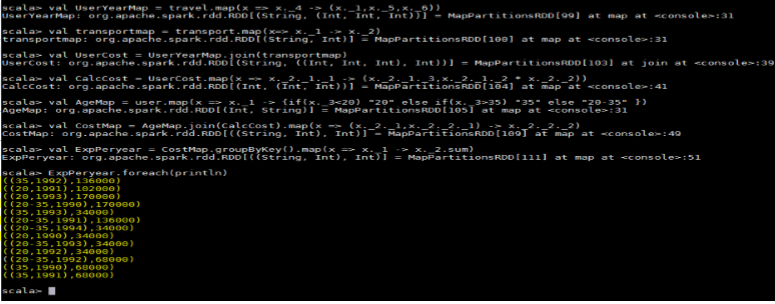 scala> val UserYearMap = travel.map(x => x._4 -> (x._1,x._5,x._6))
UserYearMap: org.apache.spark.rdd.RDD[(String, (Int, Int, Int))] = MapPartitionsRDD[99] at map at <console>:31
scala> val transportmap = transport.map(x=> x._1 -> x._2)
transportmap: org.apache.spark.rdd.RDD[(String, Int)] = MapPartitionsRDD[100] at map at <console>:31
scala> val UserCost = UserYearMap.join(transportmap)
UserCost: org.apache.spark.rdd.RDD[(String, ((Int, Int, Int), Int))] = MapPartitionsRDD[103] at join at <console>:39
scala> val CalcCost = UserCost.map(x => x._2._1._1 -> (x._2._1._3,x._2._1._2 * x._2._2))
CalcCost: org.apache.spark.rdd.RDD[(Int, (Int, Int))] = MapPartitionsRDD[104] at map at <console>:41
scala> val AgeMap = user.map(x => x._1 -> {if(x._3<20) "20" else if(x._3>35) "35" else "20-35" })
AgeMap: org.apache.spark.rdd.RDD[(Int, String)] = MapPartitionsRDD[105] at map at <console>:31
scala> val CostMap = AgeMap.join(CalcCost).map(x => (x._2._1,x._2._2._1) -> x._2._2._2)
CostMap: org.apache.spark.rdd.RDD[((String, Int), Int)] = MapPartitionsRDD[109] at map at <console>:49
scala> val ExpPeryear = CostMap.groupByKey().map(x => x._1 -> x._2.sum)
ExpPeryear: org.apache.spark.rdd.RDD[((String, Int), Int)] = MapPartitionsRDD[111] at map at <console>:51
scala> ExpPeryear.foreach(println)
((35,1992),136000)
((20,1991),102000)
((20,1993),170000)
((20-35,1990),170000)
((35,1993),34000)
((20-35,1991),136000)
((20-35,1994),34000)
((20,1990),34000)
((20-35,1993),34000)
((20,1992),34000)
((20-35,1992),68000)
((35,1990),68000)
((35,1991),68000)
scala>